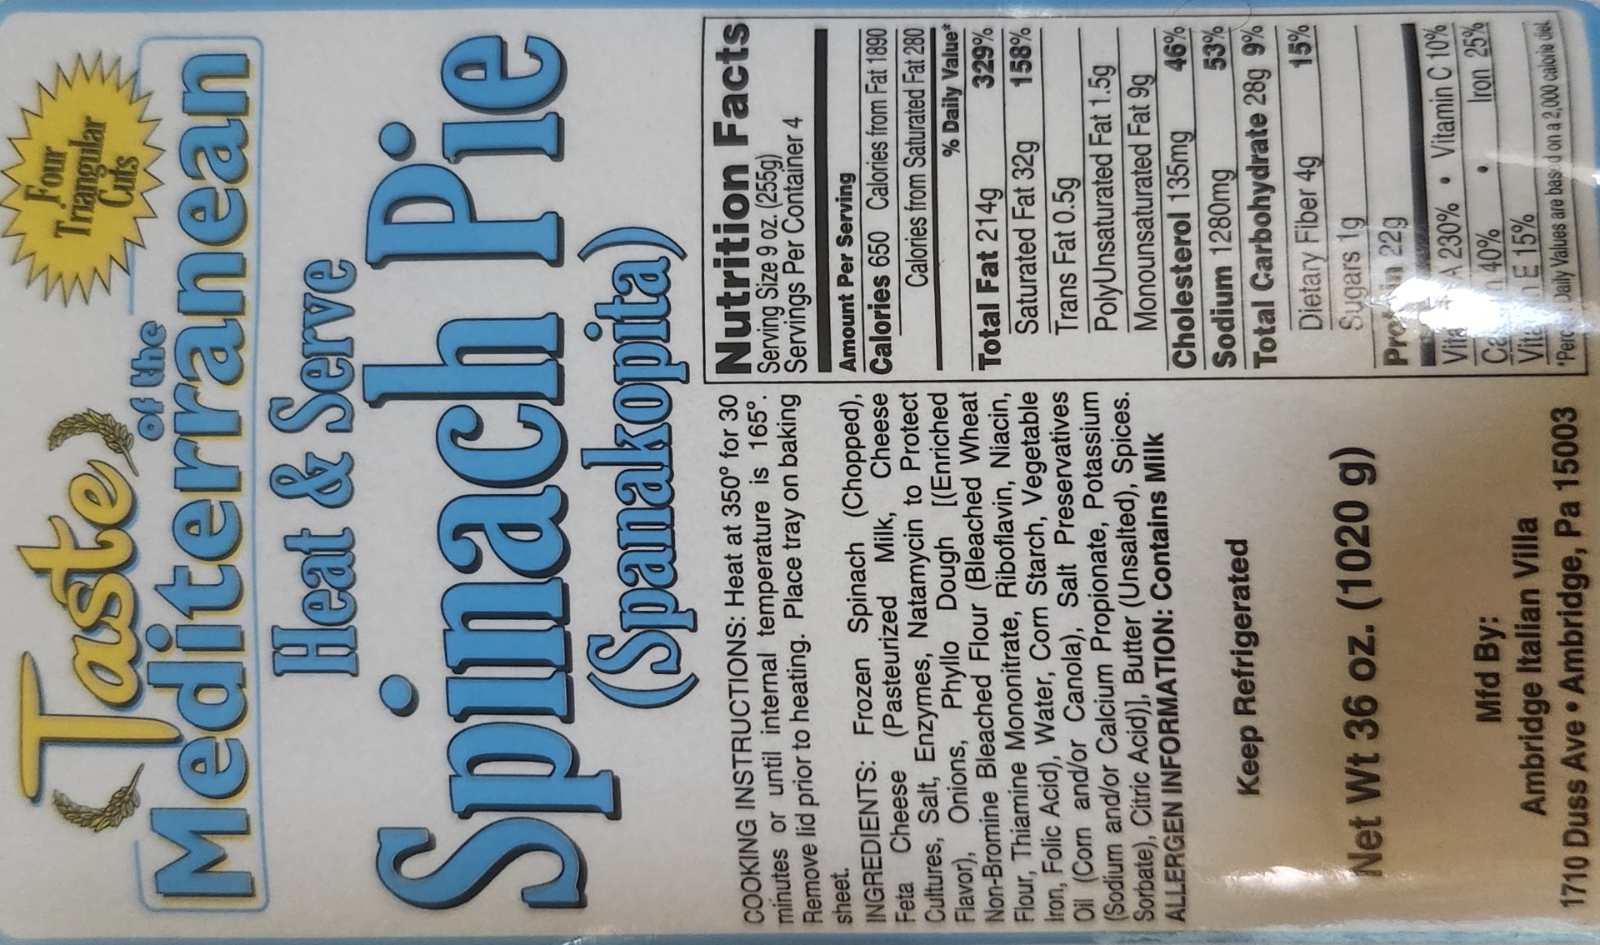 Four
Triangular
Cuts
Taste
of the
Mediterranean
Heat & Serve
Spinach Pie
(Spanakopita)
COOKING INSTRUCTIONS: Heat at 350° for 30
minutes or until internal temperature is 165°.
Remove lid prior to heating. Place tray on baking
sheet.
INGREDIENTS: Frozen Spinach (Chopped),
Feta Cheese (Pasteurized Milk, Cheese
Cultures, Salt, Enzymes, Natamycin to Protect
Flavor), Onions, Phyllo Dough [(Enriched
Non-Bromine Bleached Flour (Bleached Wheat
Flour, Thiamine Mononitrate, Riboflavin, Niacin,
Iron, Folic Acid), Water, Corn Starch, Vegetable
Oil (Corn and/or Canola), Salt Preservatives
(Sodium and/or Calcium Propionate, Potassium
Sorbate), Citric Acid)], Butter (Unsalted), Spices.
ALLERGEN INFORMATION: Contains Milk
Keep Refrigerated
Net Wt 36 oz. (1020 g)
Mfd By:
Ambridge Italian Villa
1710 Duss Ave • Ambridge, Pa 15003
Nutrition Facts
Serving Size 9 oz. (255g)
Servings Per Container 4
Amount Per Serving
Calories 650 Calories from Fat 1890
Calories from Saturated Fat 280
% Daily Value*
Total Fat 214g 329%
Saturated Fat 32g 158%
Trans Fat 0.5g
PolyUnsaturated Fat 1.5g
Monounsaturated Fat 9g
Cholesterol 135mg 46%
Sodium 1280mg 53%
Total Carbohydrate 28g 9%
Dietary Fiber 4g 15%
Sugars 1g
Protein 22g
A 230% • Vitamin C 10%
40% • Iron 25%
E 15%
Daily Values are based on a 2,000 calorie diet